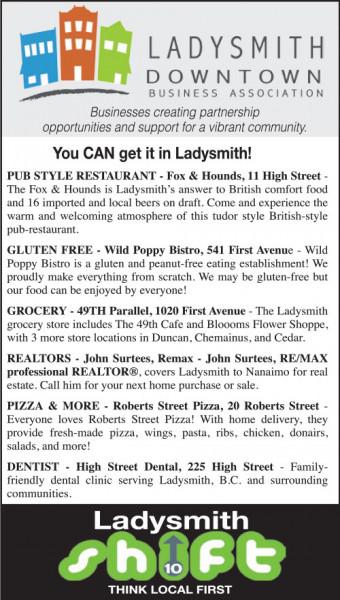 LADYSMITH
DOWNTOWN
BUSINESS ASSOCIATION
Businesses creating partnership
opportunities and support for a vibrant community.
You CAN get it in Ladysmith!
PUB STYLE RESTAURANT - Fox & Hounds, 11 High Street -
The Fox & Hounds is Ladysmith's answer to British comfort food
and 16 imported and local beers on draft. Come and experience the
warm and welcoming atmosphere of this tudor style British-style
pub-restaurant.
GLUTEN FREE - Wild Poppy Bistro, 541 First Avenue - Wild
Poppy Bistro is a gluten and peanut-free eating establishment! We
proudly make everything from scratch. We may be gluten-free but
our food can be enjoyed by everyone!
GROCERY - 49TH Parallel, 1020 First Avenue - The Ladysmith
grocery store includes The 49th Cafe and Bloooms Flower Shoppe,
with 3 more store locations in Duncan, Chemainus, and Cedar.
REALTORS - John Surtees, Remax - John Surtees, RE/MAX
professional REALTOR®, covers Ladysmith to Nanaimo for real
estate. Call him for your next home purchase or sale.
PIZZA & MORE - Roberts Street Pizza, 20 Roberts Street -
Everyone loves Roberts Street Pizza! With home delivery, they
provide fresh-made pizza, wings, pasta, ribs, chicken, donairs,
salads, and more!
DENTIST - High Street Dental, 225 High Street - Family-
friendly dental clinic serving Ladysmith, B.C. and surrounding
communities.
Ladysmith
shift
10
THINK LOCAL FIRST